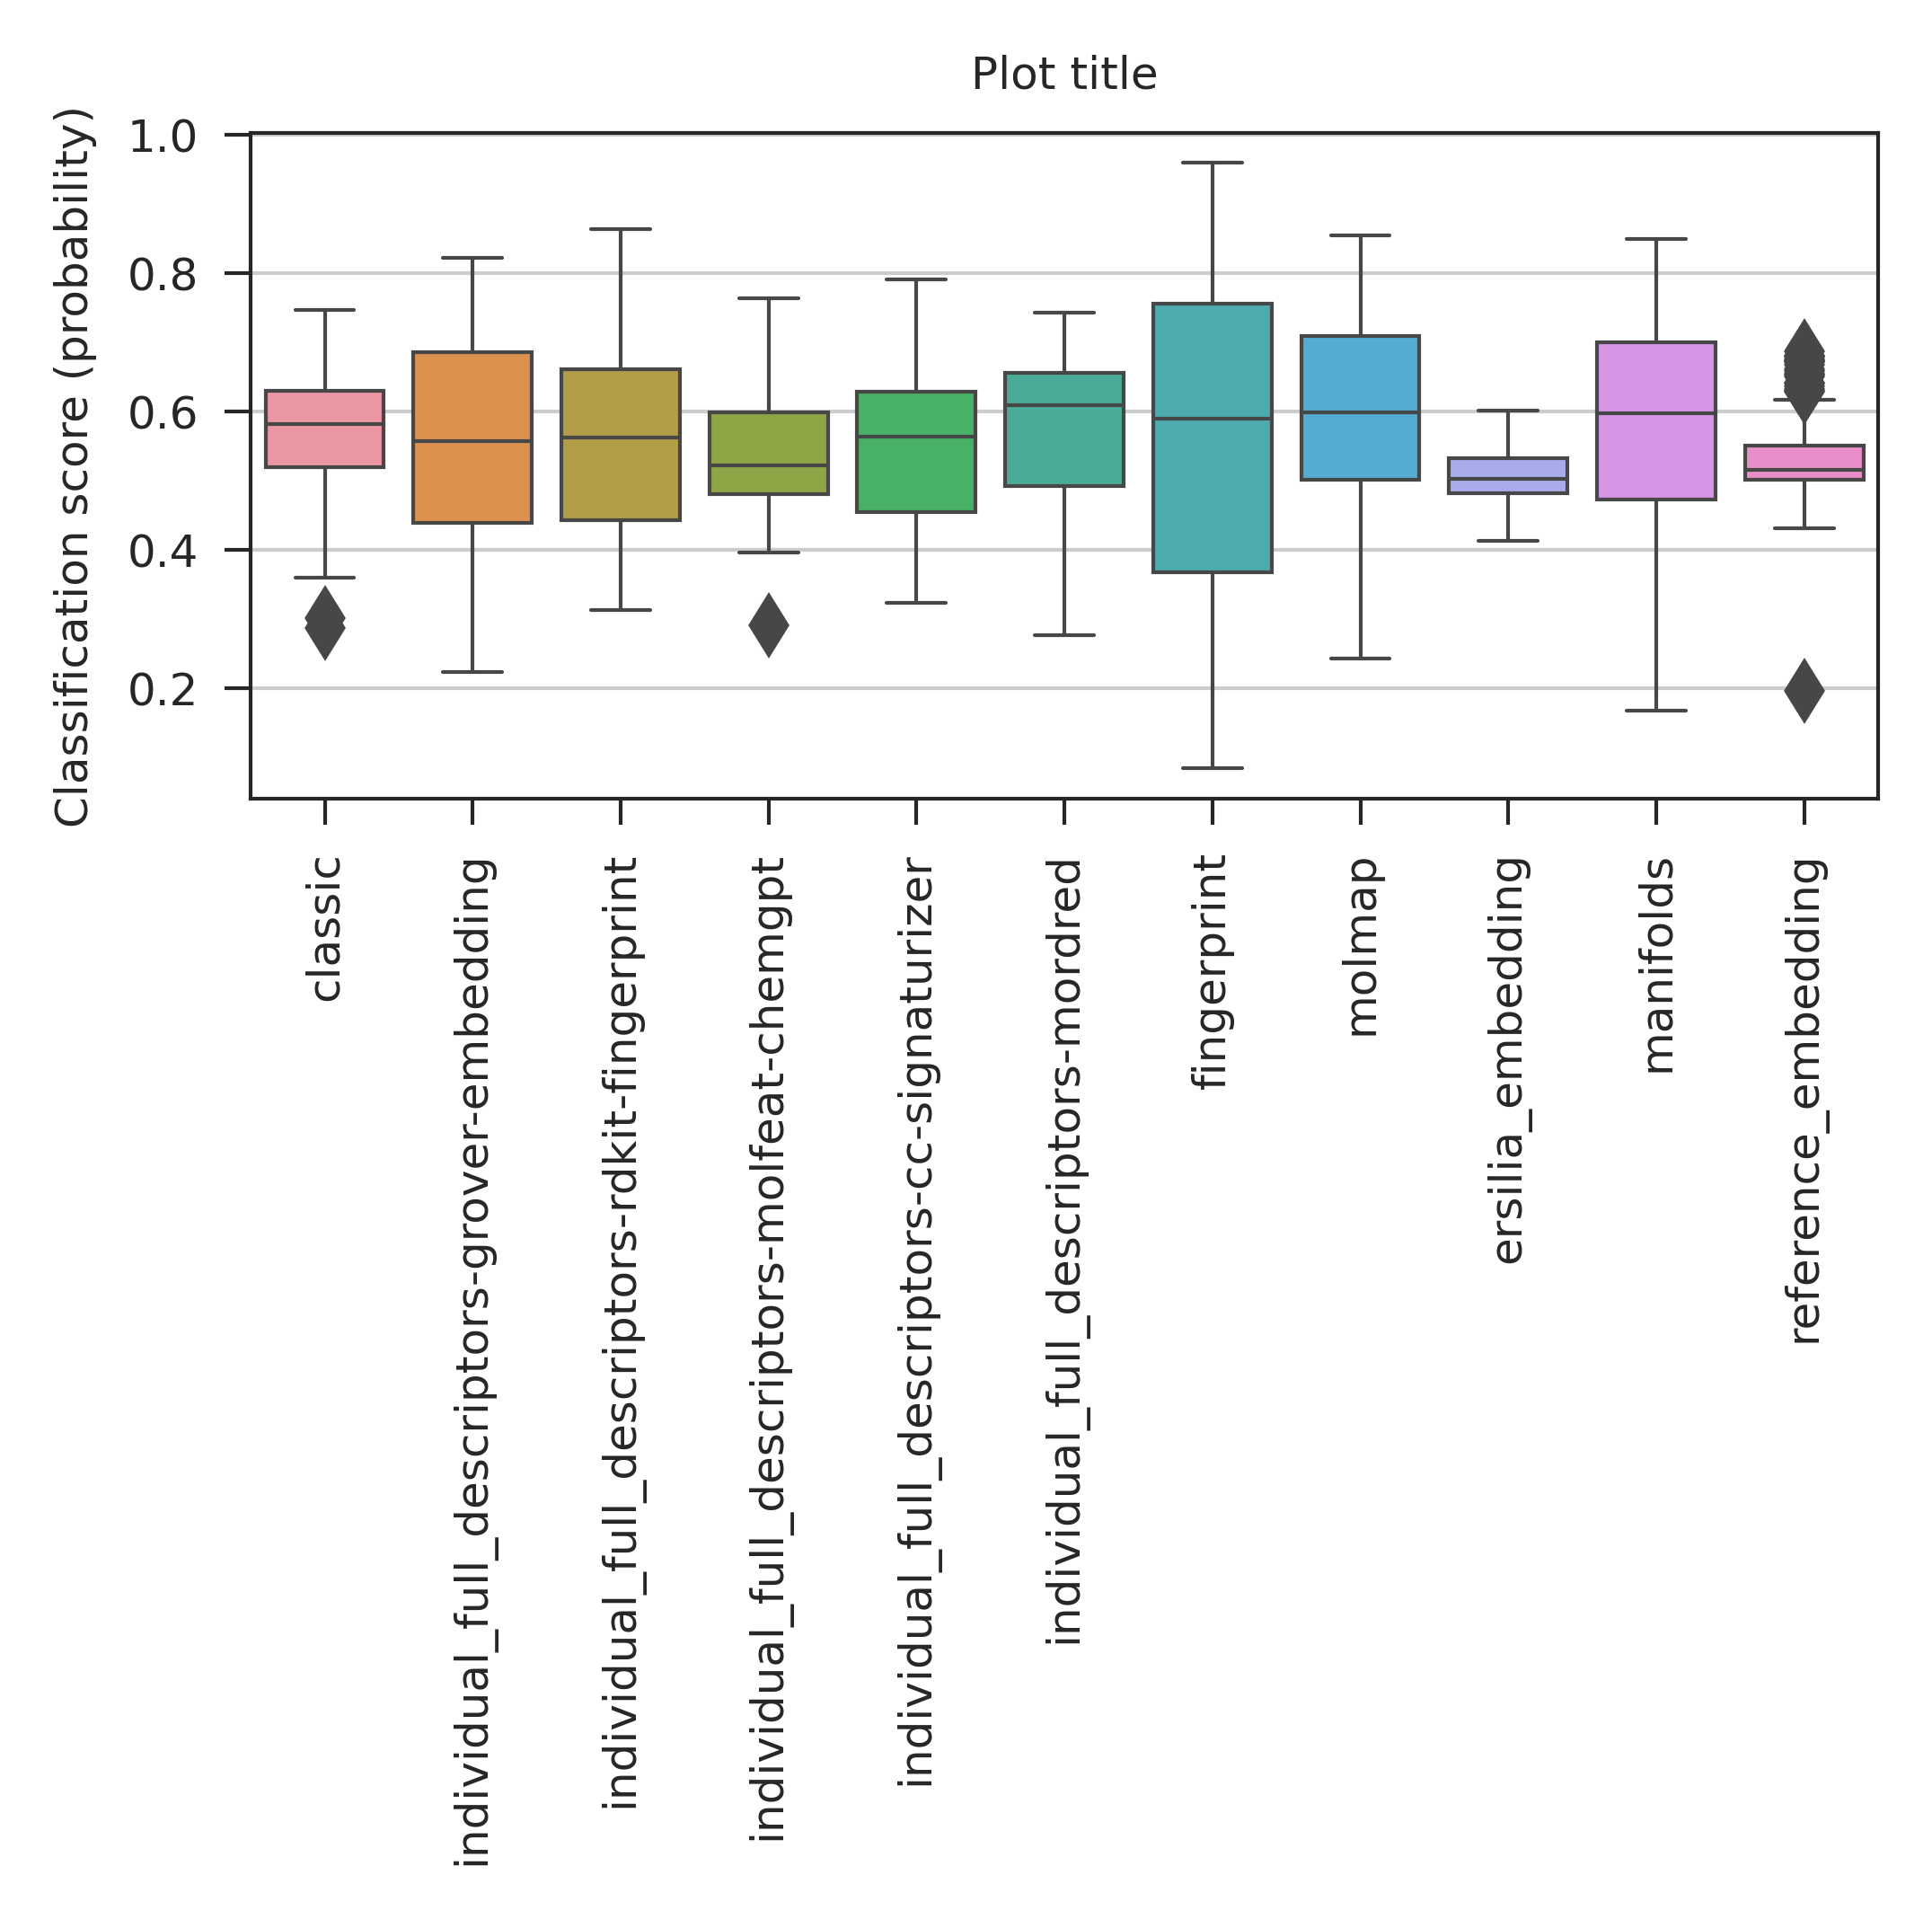 Plot title
Classification score (probability)
1.0
0.8
0.6
0.4
0.2
classic
individual_full_descriptors-grover-embedding
individual_full_descriptors-rdkit-fingerprint
individual_full_descriptors-molfeat-chemgpt
individual_full_descriptors-cc-signaturizer
individual_full_descriptors-mordred
fingerprint
molmap
ersilia_embedding
manifolds
reference_embedding